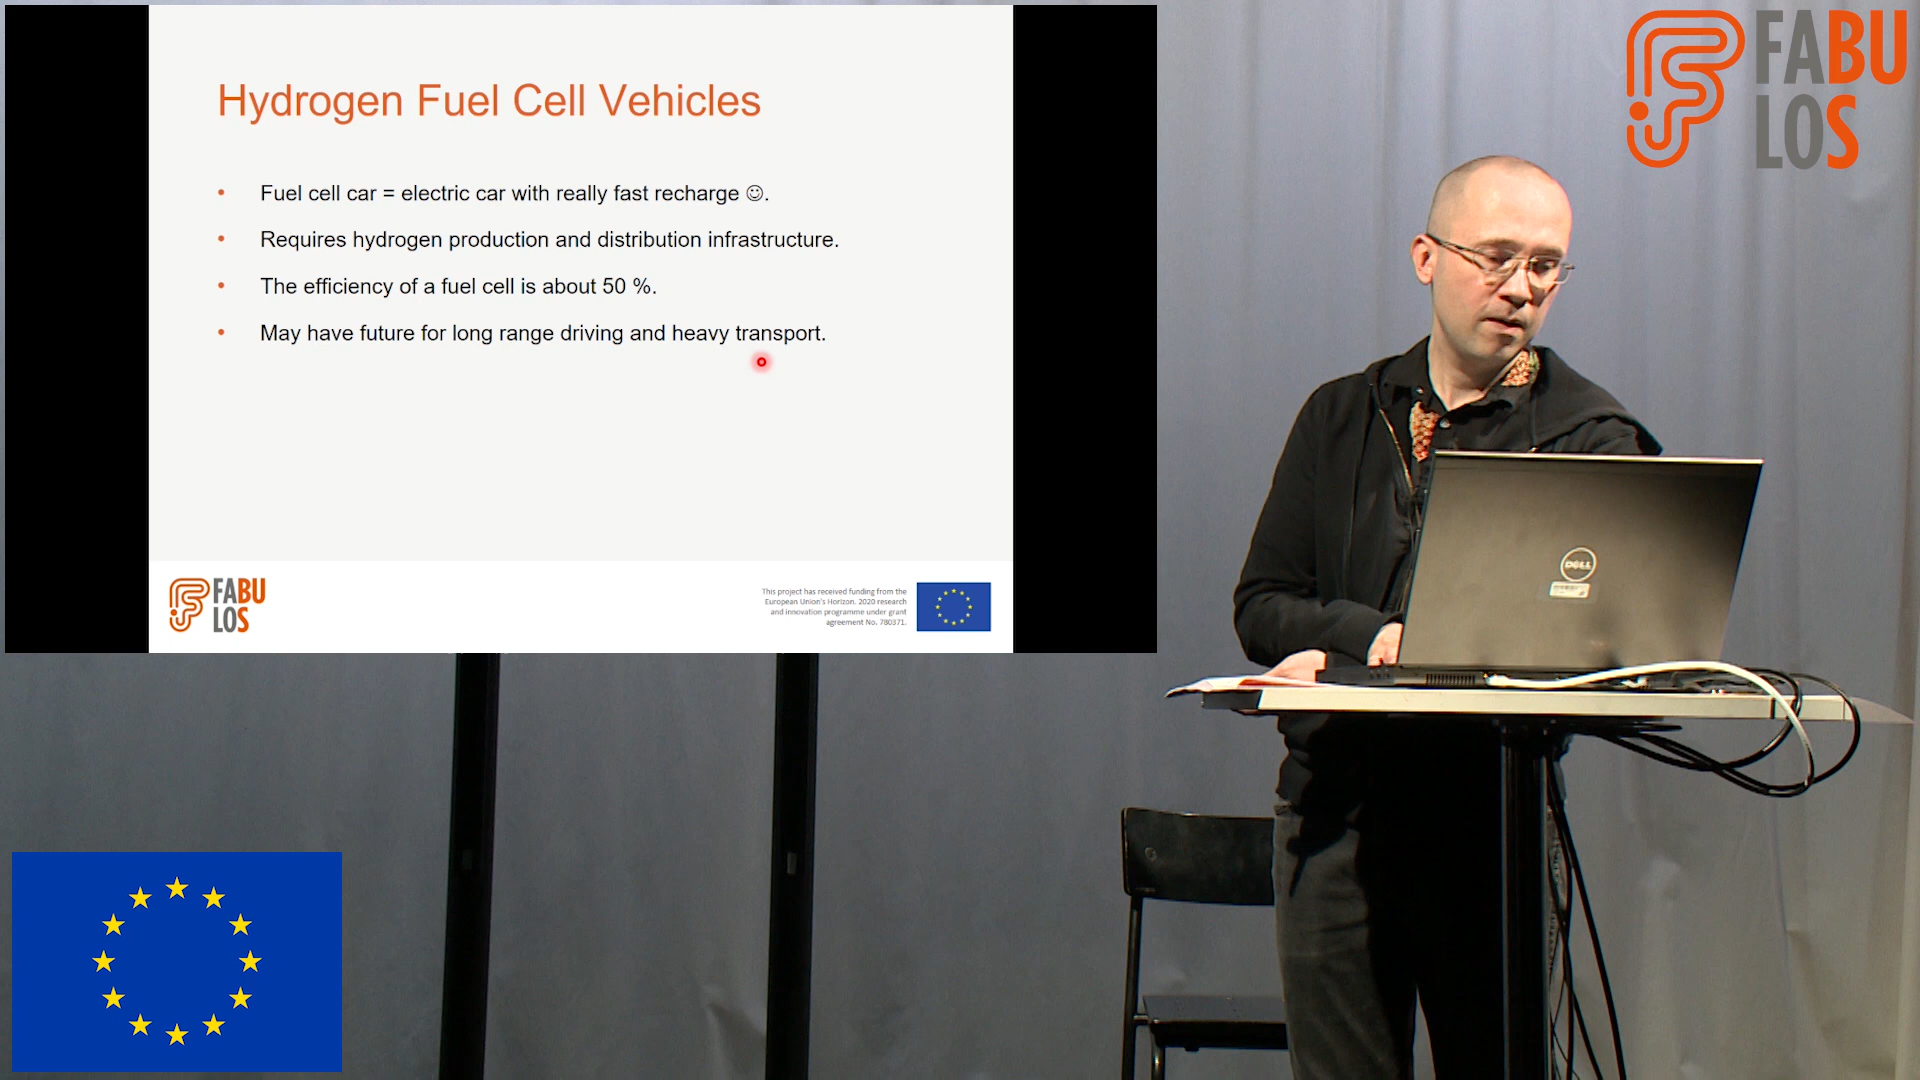 Hydrogen Fuel Cell Vehicles
• Fuel cell car = electric car with really fast recharge ☺.
• Requires hydrogen production and distribution infrastructure.
• The efficiency of a fuel cell is about 50 %.
• May have future for long range driving and heavy transport.
FABU
LOS
This project has received funding from the
European Union's Horizon. 2020 research
and innovation programme under grant
agreement No. 780371.
FABU
LOS
DELL